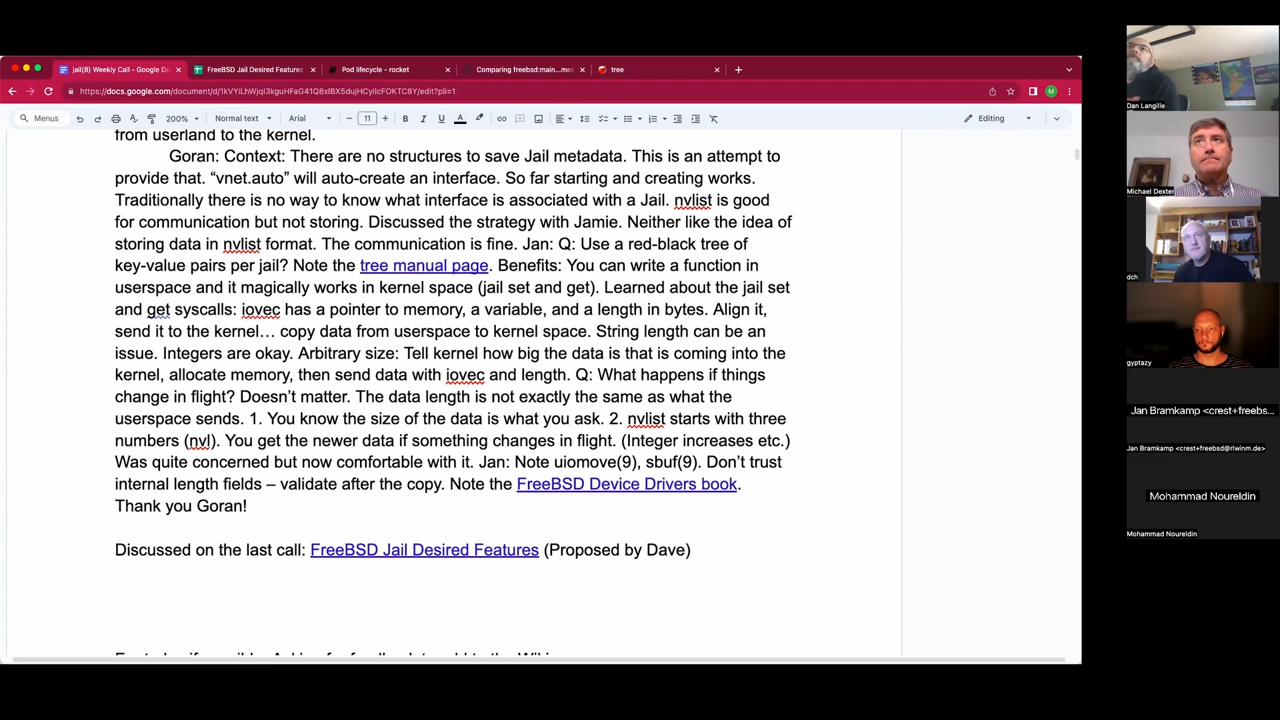 jail(8) Weekly Call - Google Do
FreeBSD Jail Desired Features
Pod lifecycle - rocket
Comparing freebsd:main...me
tree
https://docs.google.com/document/d/
Menus
200%
Normal text
Arial
11
Editing
from userland to the kernel.
Goran: Context: There are no structures to save Jail metadata. This is an attempt to
provide that. “vnet.auto” will auto-create an interface. So far starting and creating works.
Traditionally there is no way to know what interface is associated with a Jail. nvlist is good
for communication but not storing. Discussed the strategy with Jamie. Neither like the idea of
storing data in nvlist format. The communication is fine. Jan: Q: Use a red-black tree of
key-value pairs per jail? Note the tree manual page. Benefits: You can write a function in
userspace and it magically works in kernel space (jail set and get). Learned about the jail set
and get syscalls: iovec has a pointer to memory, a variable, and a length in bytes. Align it,
send it to the kernel… copy data from userspace to kernel space. String length can be an
issue. Integers are okay. Arbitrary size: Tell kernel how big the data is that is coming into the
kernel, allocate memory, then send data with iovec and length. Q: What happens if things
change in flight? Doesn’t matter. The data length is not exactly the same as what the
userspace sends. 1. You know the size of the data is what you ask. 2. nvlist starts with three
numbers (nvl). You get the newer data if something changes in flight. (Integer increases etc.)
Was quite concerned but now comfortable with it. Jan: Note uiomove(9), sbuf(9). Don’t trust
internal length fields – validate after the copy. Note the FreeBSD Device Drivers book.
Thank you Goran!
Discussed on the last call: FreeBSD Jail Desired Features (Proposed by Dave)
Dan Langille
Michael Dexter
dch
gyptazy
Jan Bramkamp <crest+freebs...
Jan Bramkamp <crest+freebsd@rlwinm.de>
Mohammad Noureldin
Mohammad Noureldin